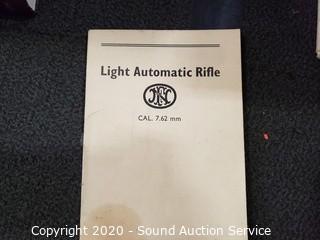 Light Automatic Rifle
FN
CAL. 7.62 mm
Copyright 2020 - Sound Auction Service